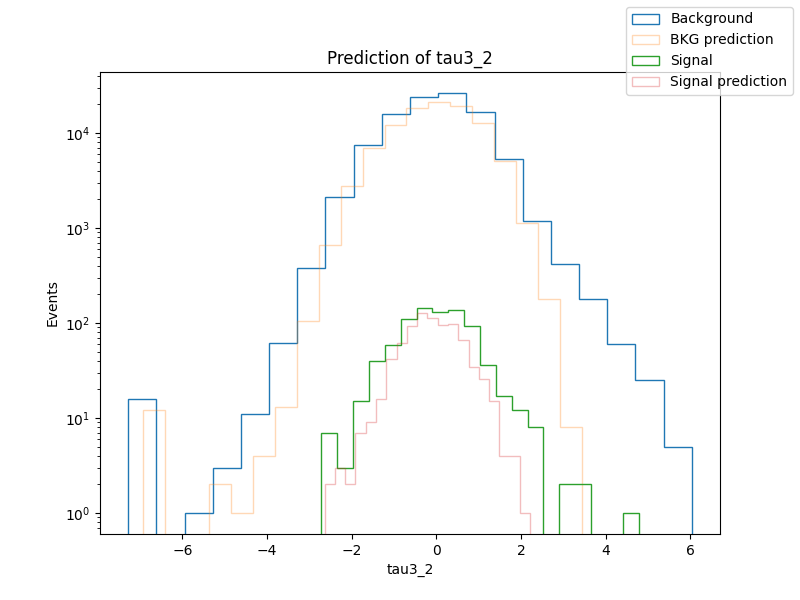 Prediction of tau3_2
Background
BKG prediction
Signal
Signal prediction
Events
10⁴
10³
10²
10¹
10⁰
−6 −4 −2 0 2 4 6
tau3_2